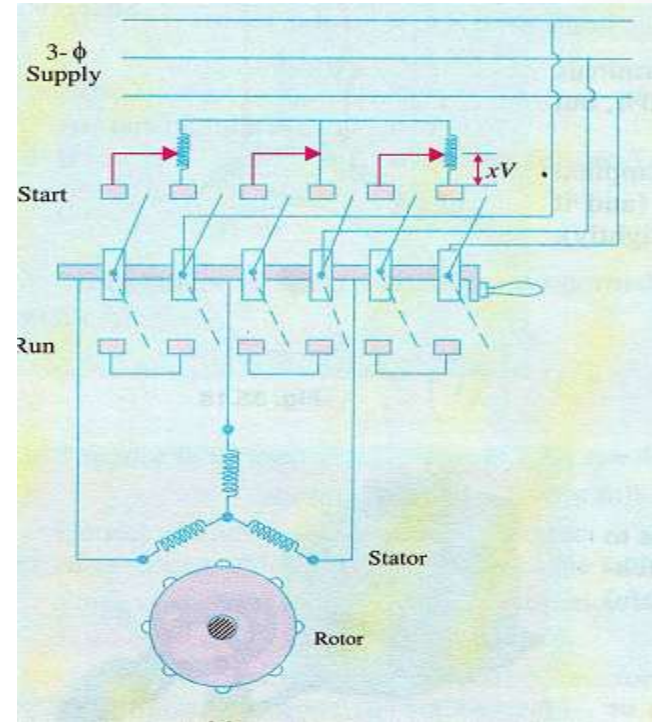 3- ϕ
Supply
xV
Start
Run
Stator
Rotor